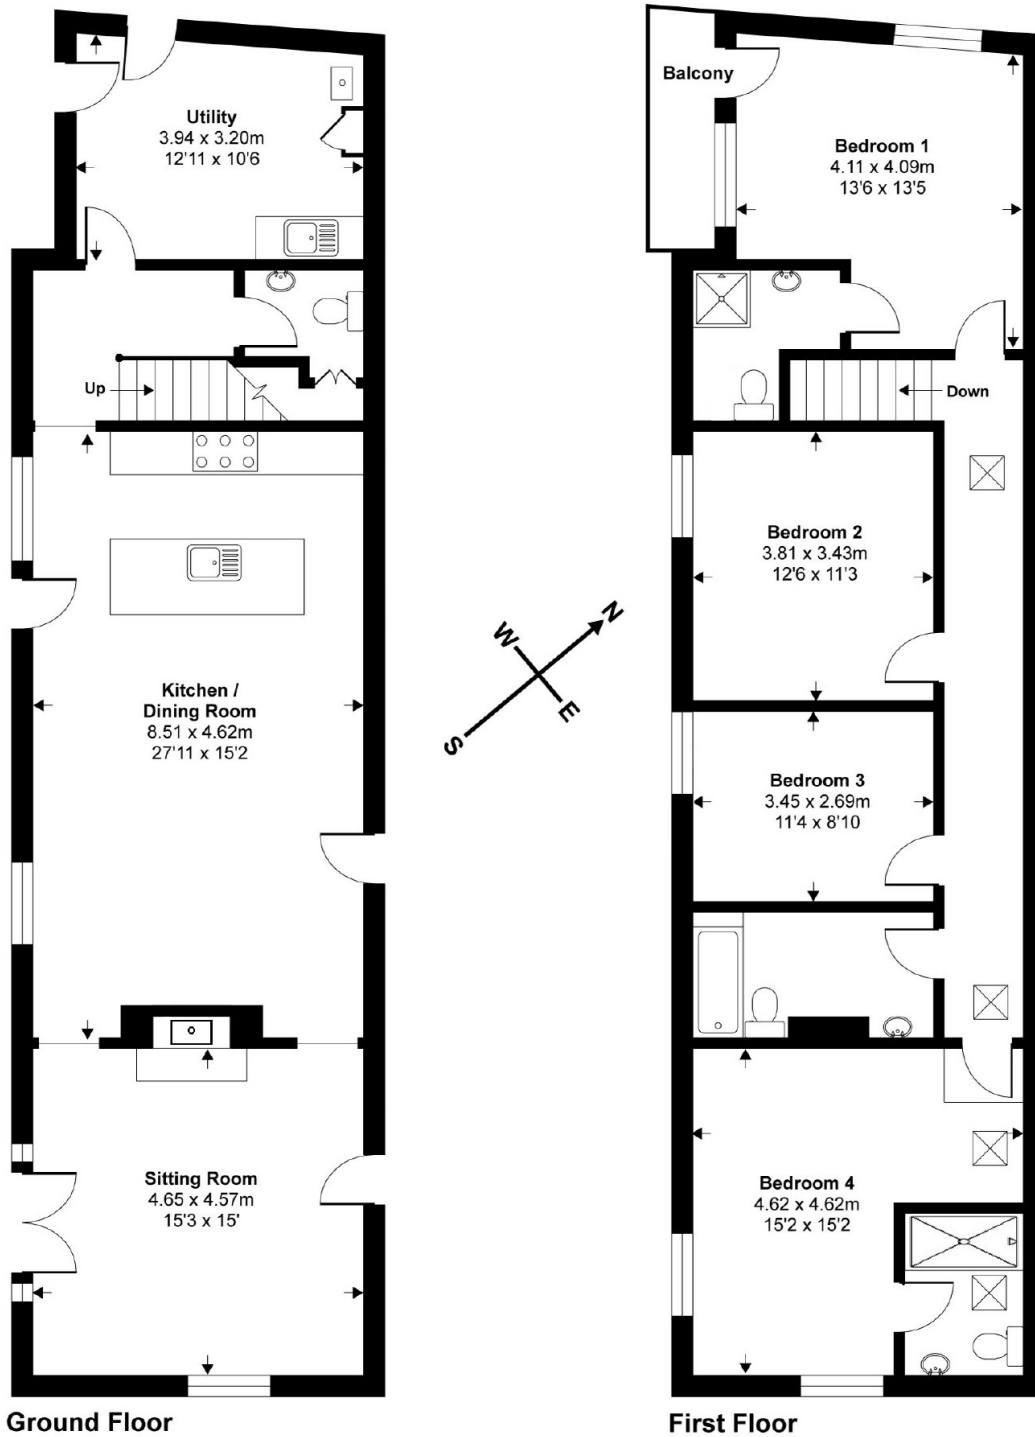 Utility
3.94 x 3.20m
12'11 x 10'6
Up
Kitchen /
Dining Room
8.51 x 4.62m
27'11 x 15'2
Sitting Room
4.65 x 4.57m
15'3 x 15'
Ground Floor
N
W
E
S
Balcony
Bedroom 1
4.11 x 4.09m
13'6 x 13'5
Down
Bedroom 2
3.81 x 3.43m
12'6 x 11'3
Bedroom 3
3.45 x 2.69m
11'4 x 8'10
Bedroom 4
4.62 x 4.62m
15'2 x 15'2
First Floor